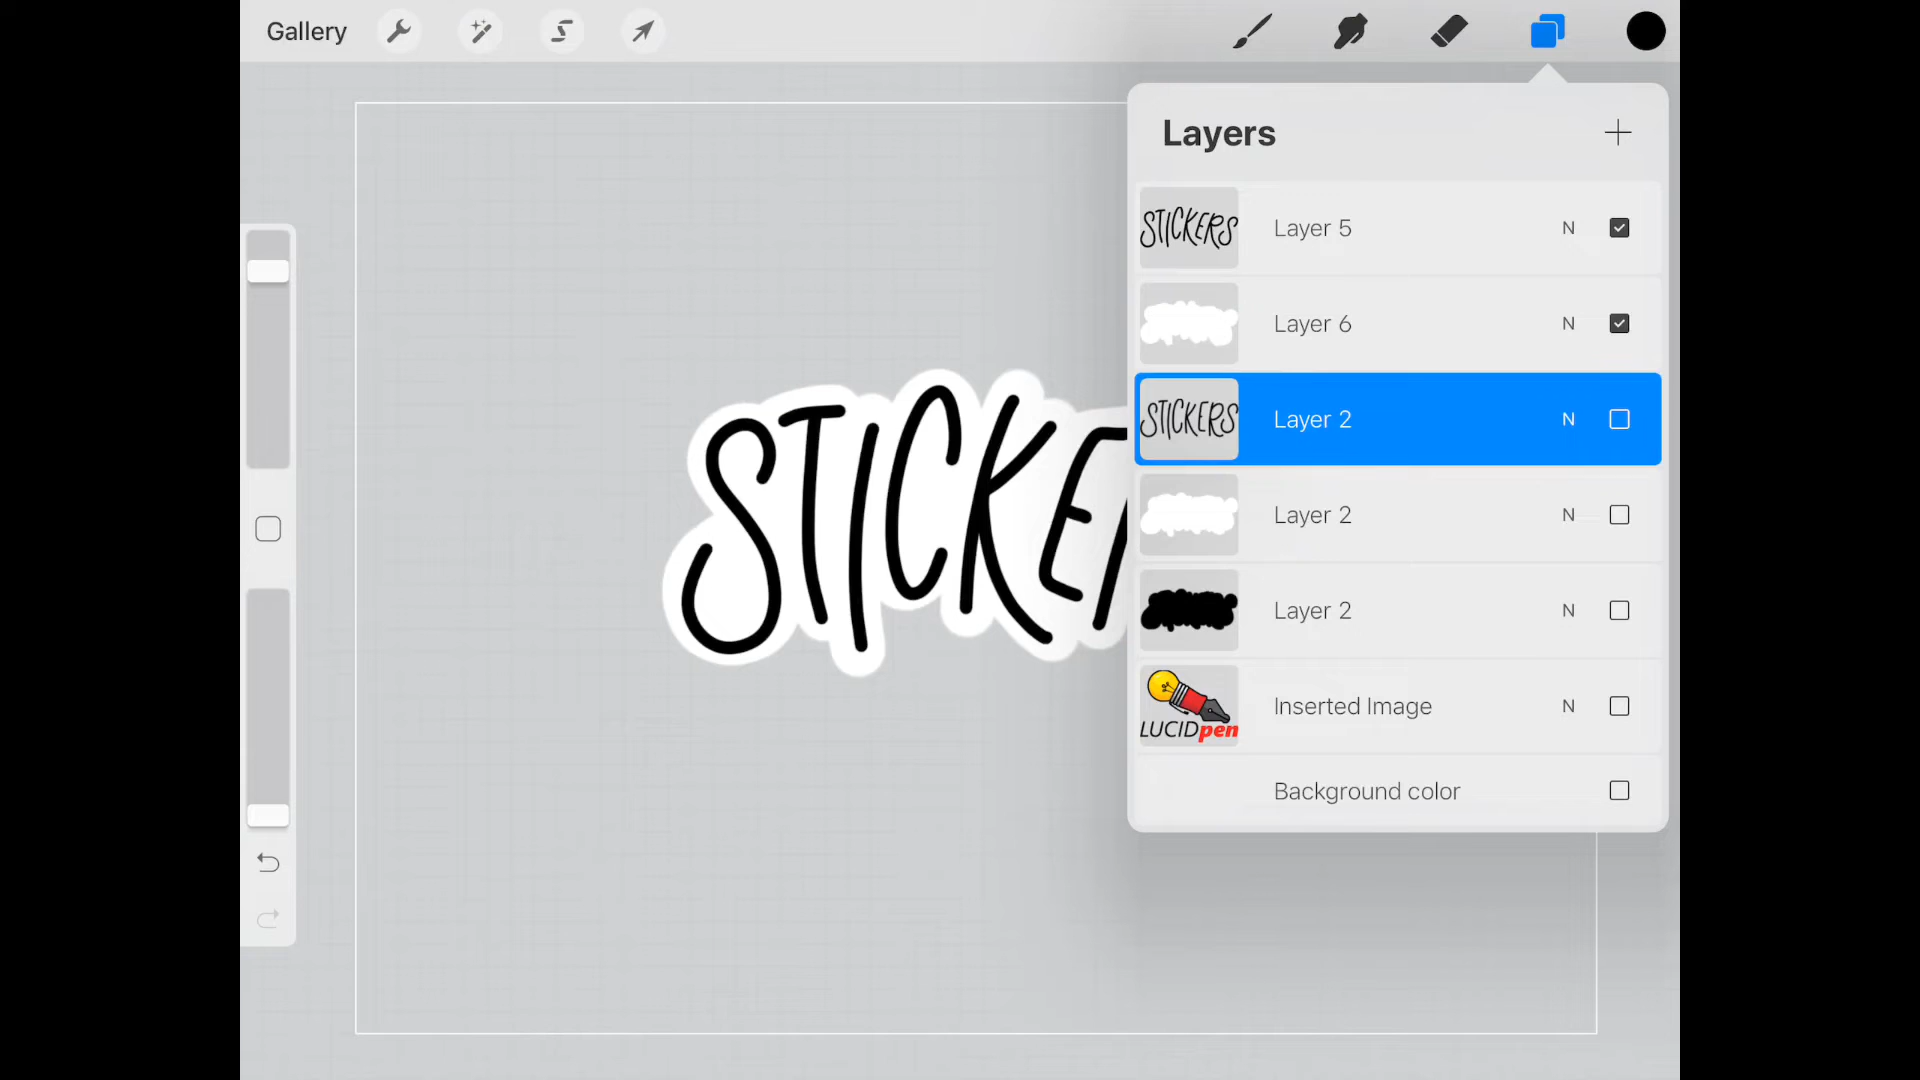 Gallery
Layers
STICKERS Layer 5 N
Layer 6 N
STICKERS Layer 2 N
Layer 2 N
Layer 2 N
LUCIDpen Inserted Image N
Background color
STICKE